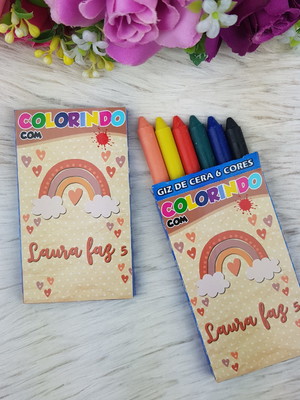 COLORINDO
COM
Laura faz 5
GIZ DE CERA 6 CORES
COLORINDO
COM
Laura faz 5